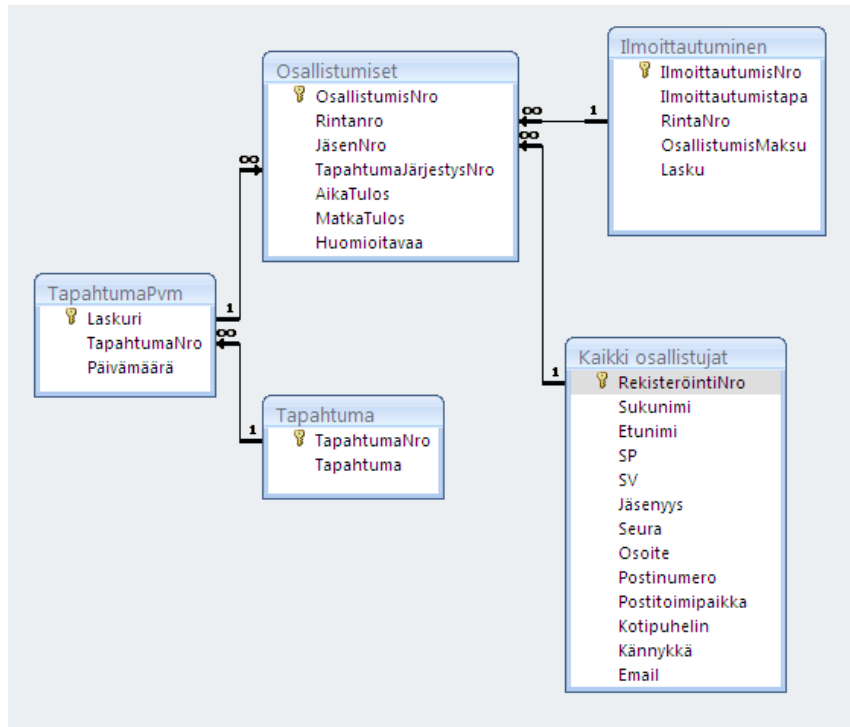 Osallistumiset
OsallistumisNro
Rintanro
JäsenNro
TapahtumaJärjestysNro
AikaTulos
MatkaTulos
Huomioitavaa
Ilmoittautuminen
IlmoittautumisNro
Ilmoittautumistapa
RintaNro
OsallistumisMaksu
Lasku
∞
1
∞
∞
TapahtumaPvm
Laskuri
TapahtumaNro
Päivämäärä
1
∞
Tapahtuma
TapahtumaNro
Tapahtuma
1
Kaikki osallistujat
RekisteröintiNro
Sukunimi
Etunimi
SP
SV
Jäsenyys
Seura
Osoite
Postinumero
Postitoimipaikka
Kotipuhelin
Kännykkä
Email
1